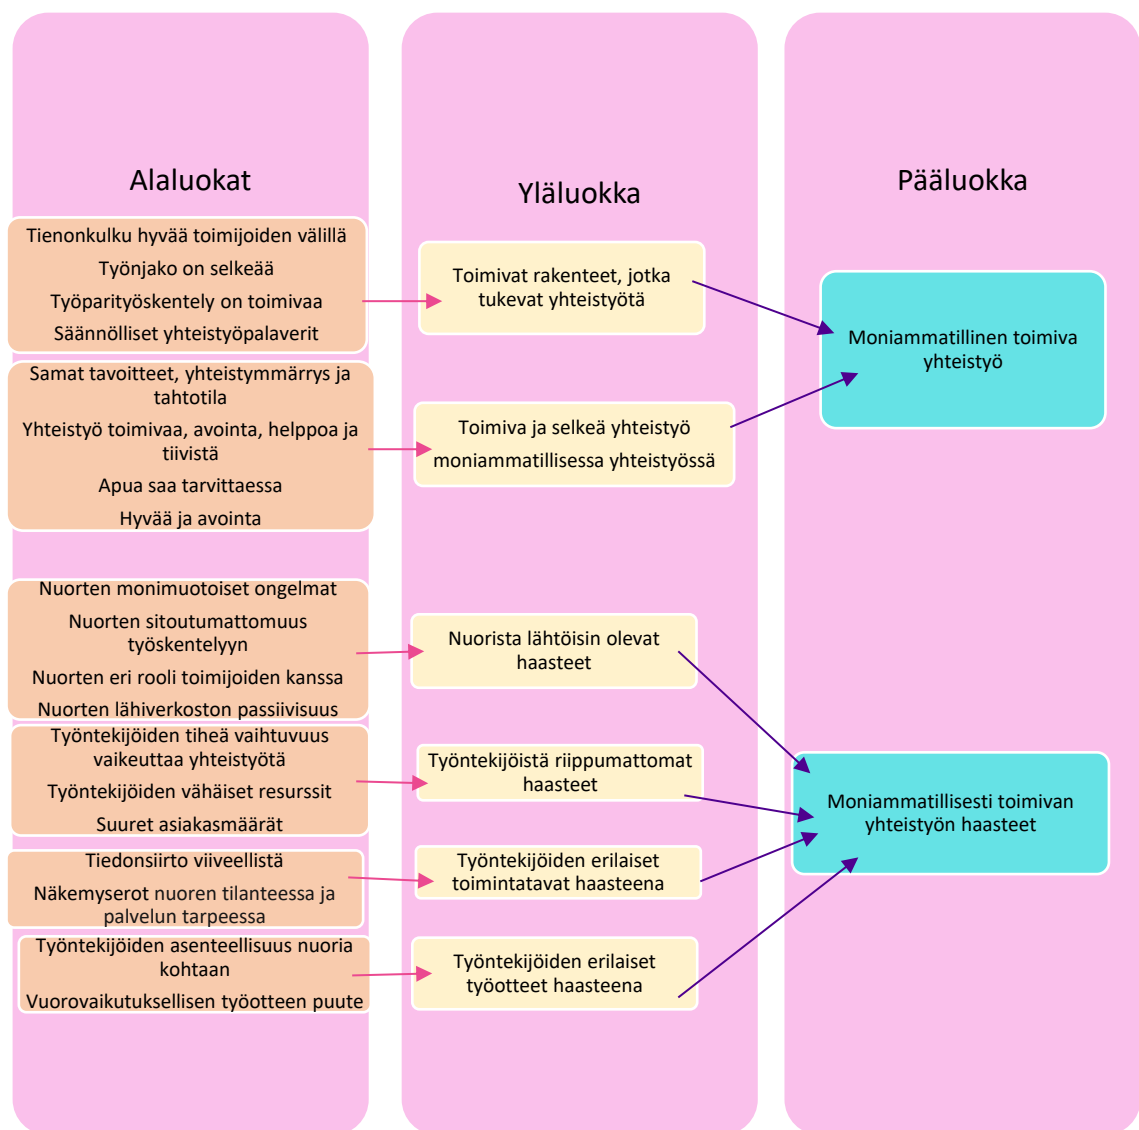 Alaluokat
Tienonkulku hyvää toimijoiden välillä
Työnjako on selkeää
Työparityöskentely on toimivaa
Säännölliset yhteistyöpalaverit
Samat tavoitteet, yhteistymmärrys ja
tahtotila
Yhteistyö toimivaa, avointa, helppoa ja
tiivistä
Apua saa tarvittaessa
Hyvää ja avointa
Nuorten monimuotoiset ongelmat
Nuorten sitoutumattomuus
työskentelyyn
Nuorten eri rooli toimijoiden kanssa
Nuorten lähiverkoston passiivisuus
Työntekijöiden tiheä vaihtuvuus
vaikeuttaa yhteistyötä
Työntekijöiden vähäiset resurssit
Suuret asiakasmäärät
Tiedonsiirto viiveellistä
Näkemyserot nuoren tilanteessa ja
palvelun tarpeessa
Työntekijöiden asenteellisuus nuoria
kohtaan
Vuorovaikutuksellisen työotteen puute
Yläluokka
Toimivat rakenteet, jotka
tukevat yhteistyötä
Toimiva ja selkeä yhteistyö
moniammatillisessa yhteistyössä
Nuorista lähtöisin olevat
haasteet
Työntekijöistä riippumattomat
haasteet
Työntekijöiden erilaiset
toimintatavat haasteena
Työntekijöiden erilaiset
työotteet haasteena
Pääluokka
Moniammatillinen toimiva
yhteistyö
Moniammatillisesti toimivan
yhteistyön haasteet